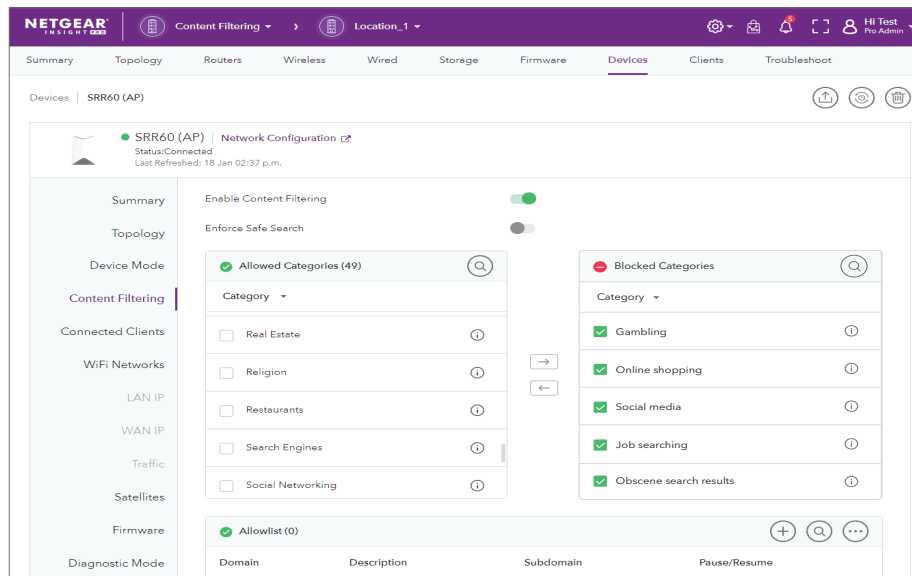 NETGEAR
INSIGHT PRO
Content Filtering
Location_1
5
Hi Test
Pro Admin
Summary Topology Routers Wireless Wired Storage Firmware Devices Clients Troubleshoot
Devices | SRR60 (AP)
SRR60 (AP) | Network Configuration
Status:Connected
Last Refreshed: 18 Jan 02:37 p.m.
Summary
Topology
Device Mode
Content Filtering
Connected Clients
WiFi Networks
LAN IP
WAN IP
Traffic
Satellites
Firmware
Diagnostic Mode
Enable Content Filtering
Enforce Safe Search
Allowed Categories (49)
Category
Real Estate
Religion
Restaurants
Search Engines
Social Networking
Blocked Categories
Category
Gambling
Online shopping
Social media
Job searching
Obscene search results
Allowlist (0)
Domain Description Subdomain Pause/Resume